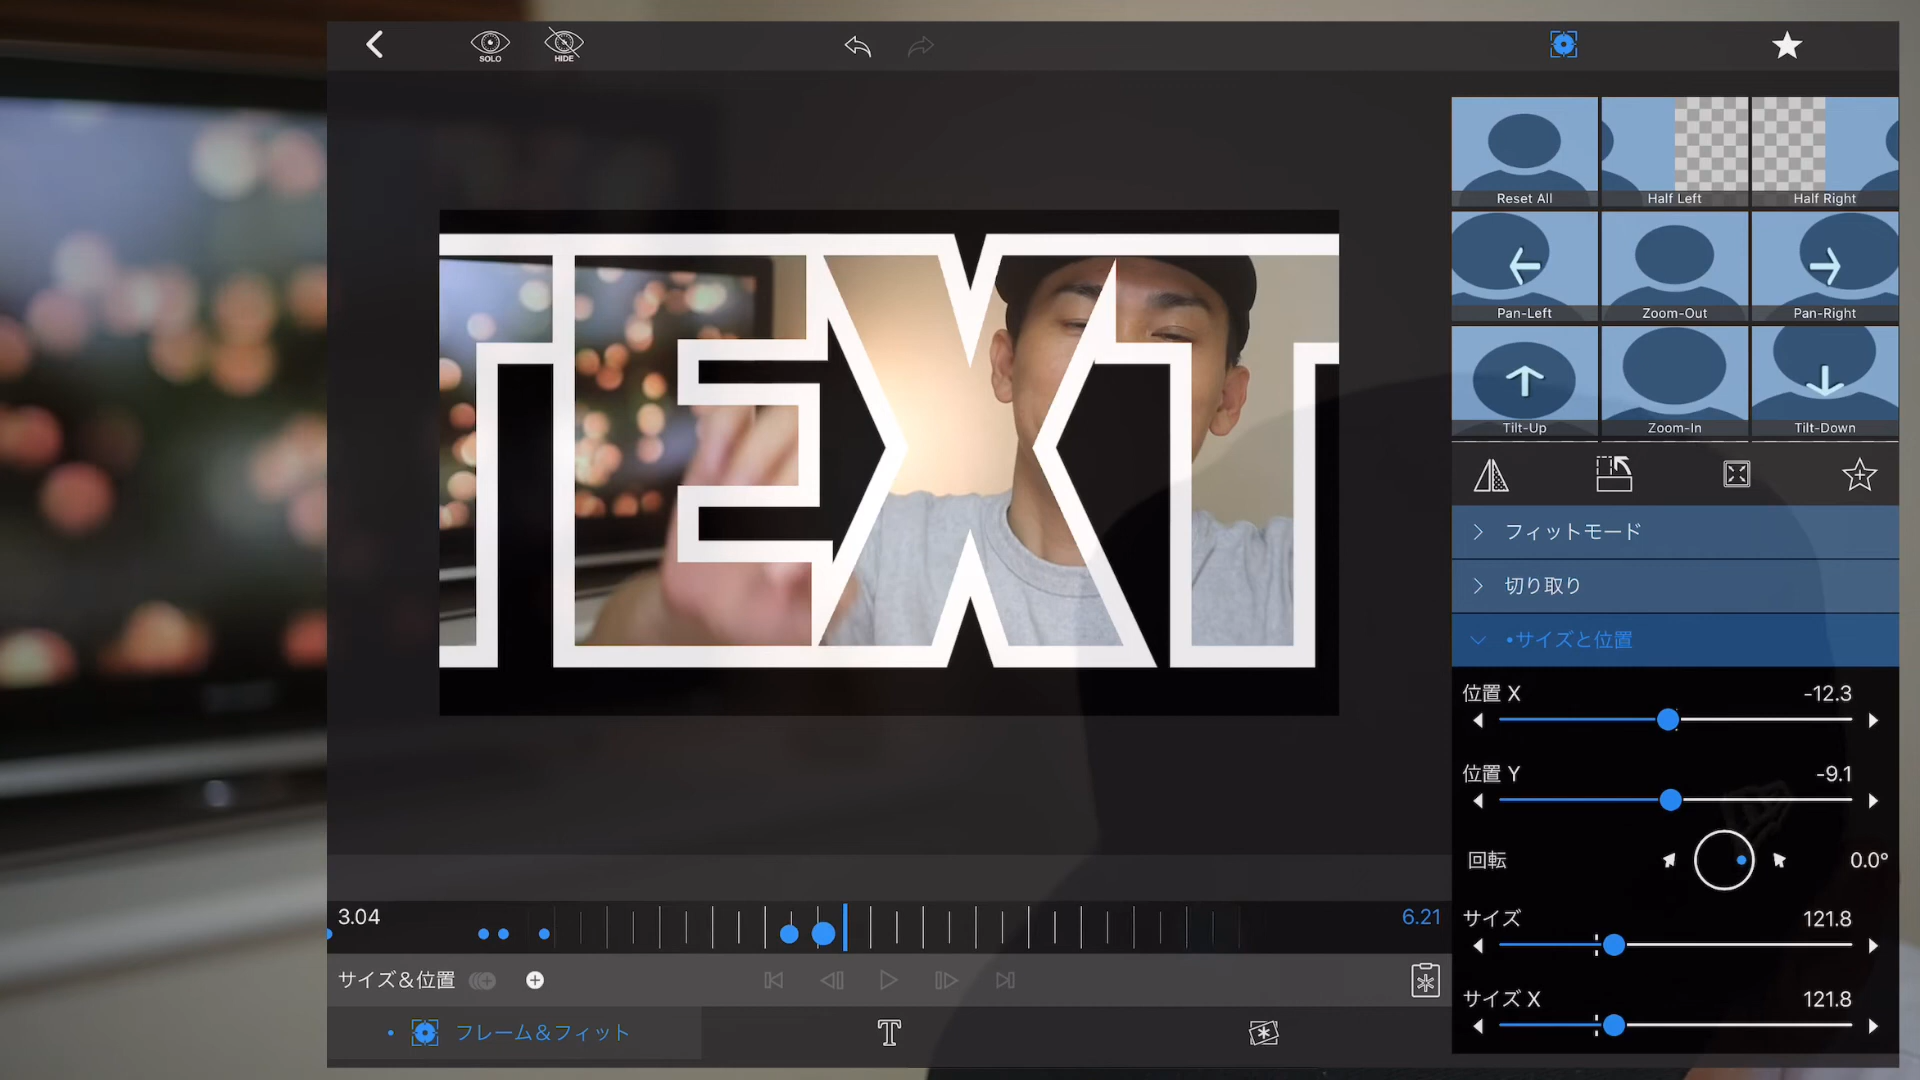 SOLO
HIDE
TEXT
Reset All
Half Left
Half Right
Pan-Left
Zoom-Out
Pan-Right
Tilt-Up
Zoom-In
Tilt-Down
フィットモード
切り取り
•サイズと位置
位置 X
-12.3
位置 Y
-9.1
回転
0.0°
サイズ
121.8
サイズ X
121.8
3.04
6.21
サイズ&位置
フレーム&フィット